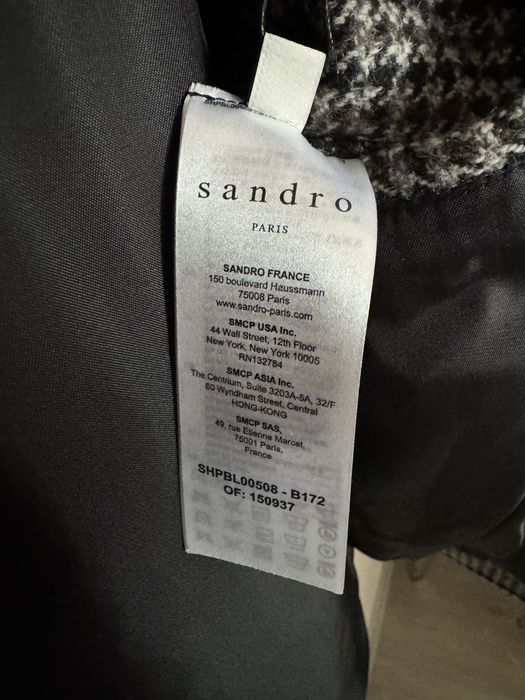 sandro
PARIS
SANDRO FRANCE
150 boulevard Haussmann
75008 Paris
www.sandro-paris.com
SMCP USA Inc.
44 Wall Street, 12th Floor
New York, New York 10005
RN132784
SMCP ASIA Inc.
The Centrium, Suite 3203A-5A, 32/F
60 Wyndham Street, Central
HONG-KONG
SMCP SAS,
49, rue Etienne Marcel,
75001 Paris,
France
SHPBL00508 - B172
OF: 150937